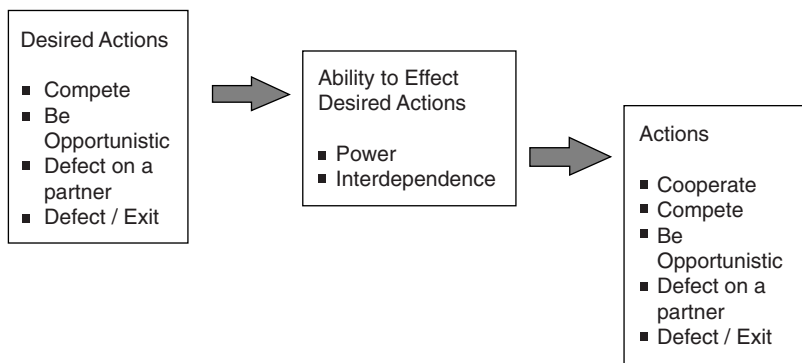 Desired Actions
▪ Compete
▪ Be
Opportunistic
▪ Defect on a
partner
▪ Defect / Exit
Ability to Effect
Desired Actions
▪ Power
▪ Interdependence
Actions
▪ Cooperate
▪ Compete
▪ Be
Opportunistic
▪ Defect on a
partner
▪ Defect / Exit